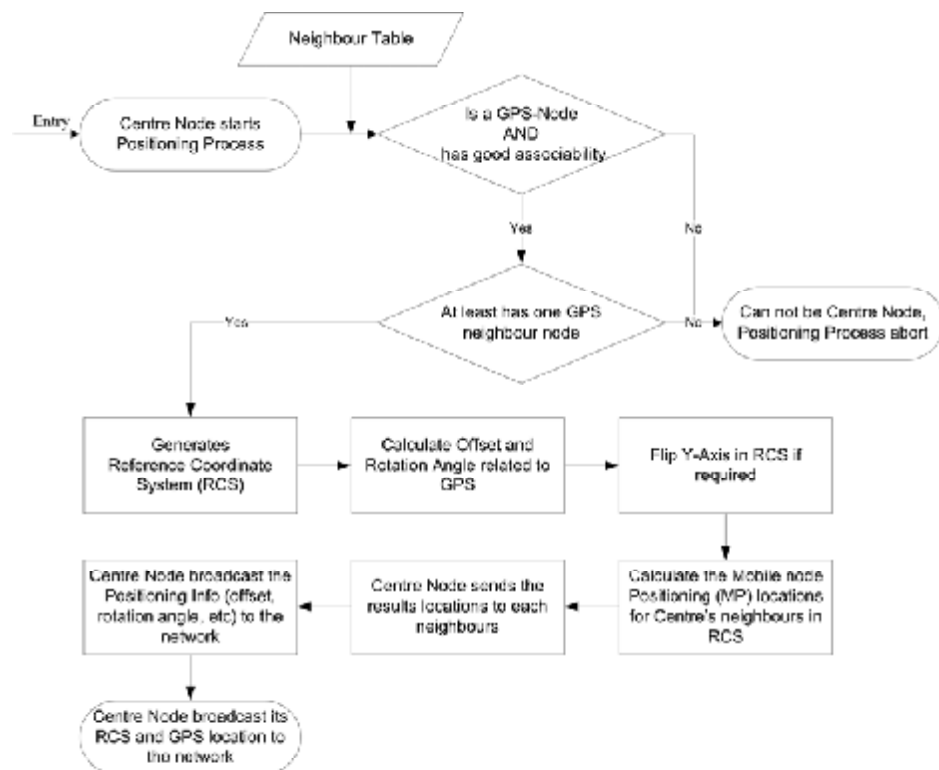 Neighbour Table
Entry
Centre Node starts
Positioning Process
Is a GPS-Node
AND
has good associability
Yes
No
At least has one GPS
neighbour node
Yes
No
Can not be Centre Node,
Positioning Process abort
Generates
Reference Coordinate
System (RCS)
Calculate Offset and
Rotation Angle related to
GPS
Flip Y-Axis in RCS if
required
Centre Node broadcast the
Positioning Info (offset,
rotation angle, etc) to the
network
Centre Node sends the
results locations to each
neighbours
Calculate the Mobile node
Positioning (MP) locations
for Centre's neighbours in
RCS
Centre Node broadcast its
RCS and GPS location to
the network